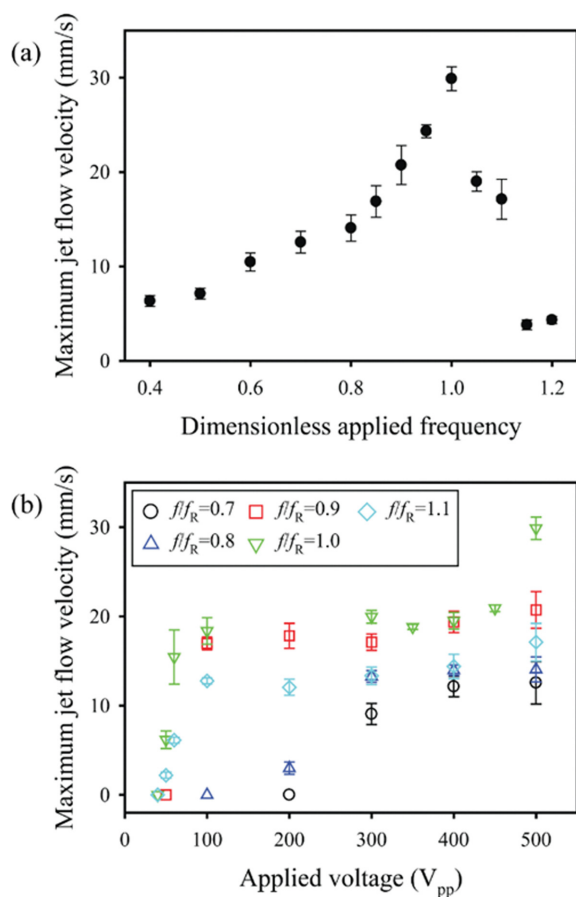 (a)
Maximum jet flow velocity (mm/s)
30
20
10
0
0.4 0.6 0.8 1.0 1.2
Dimensionless applied frequency
(b)
Maximum jet flow velocity (mm/s)
f/fR=0.7 f/fR=0.9 f/fR=1.1
f/fR=0.8 f/fR=1.0
30
20
10
0
0 100 200 300 400 500
Applied voltage (Vpp)